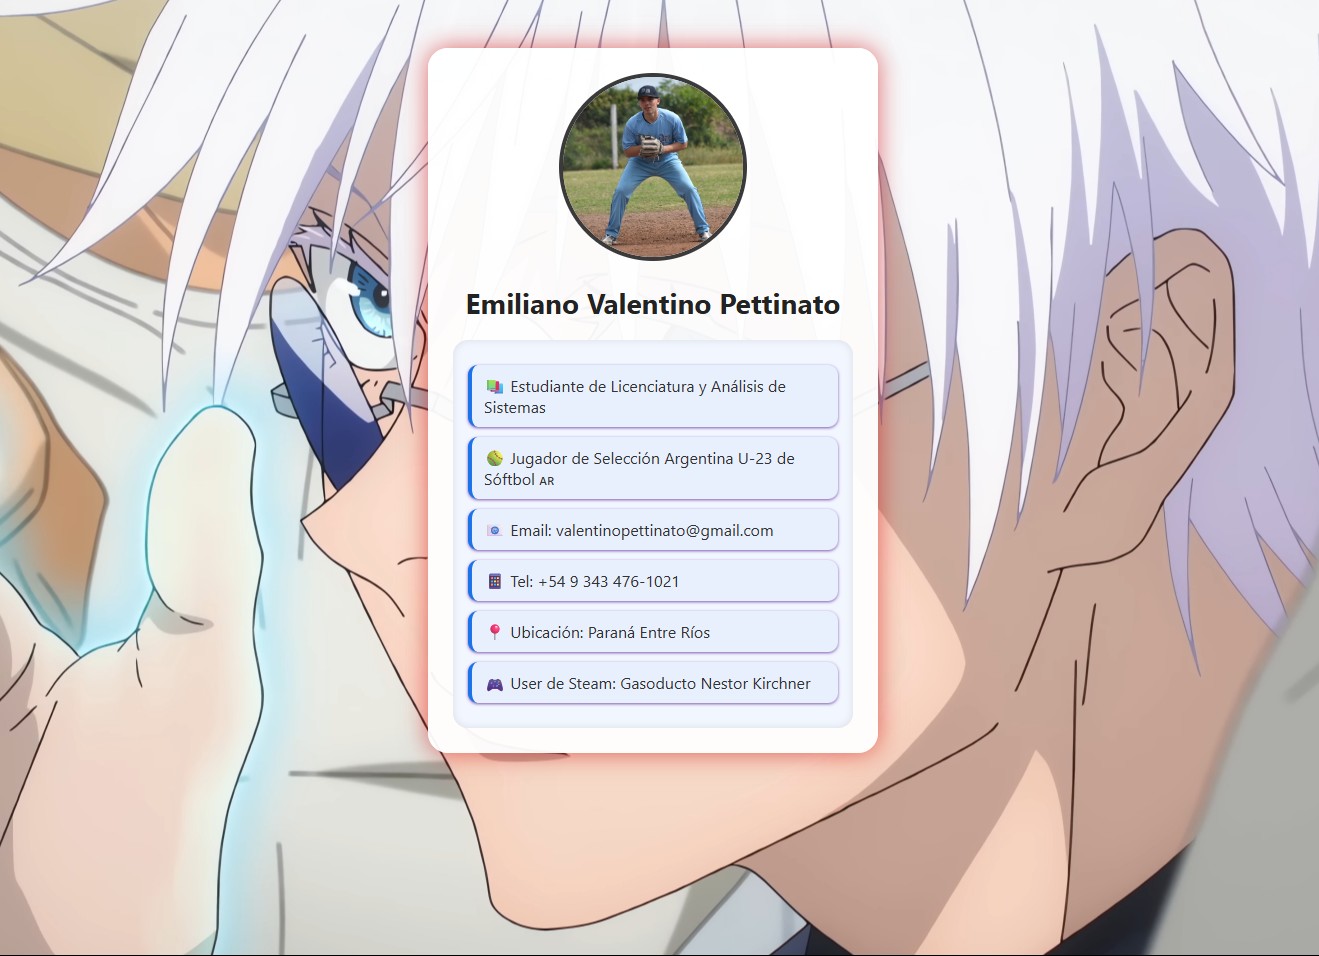 Emiliano Valentino Pettinato
📚 Estudiante de Licenciatura y Análisis de
Sistemas
🥎 Jugador de Selección Argentina U-23 de
Sóftbol AR
📧 Email: valentinopettinato@gmail.com
📱 Tel: +54 9 343 476-1021
📍 Ubicación: Paraná Entre Ríos
🎮 User de Steam: Gasoducto Nestor Kirchner